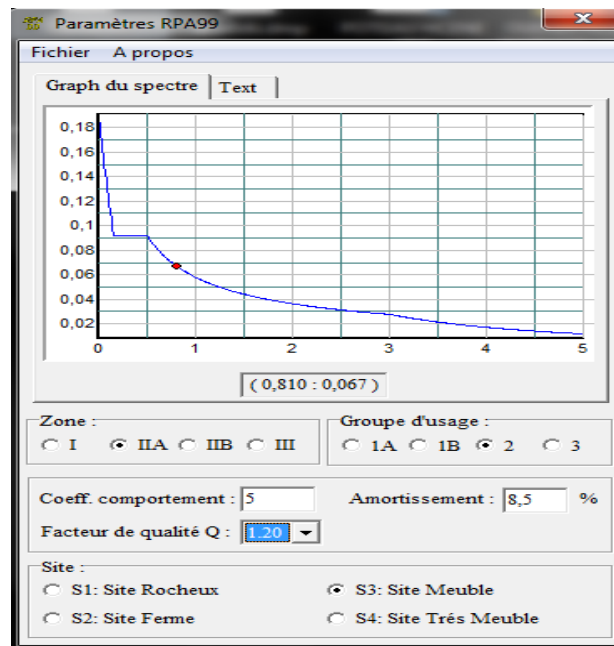 Paramètres RPA99
Fichier A propos
Graph du spectre Text
0,18
0,16
0,14
0,12
0,1
0,08
0,06
0,04
0,02
0 1 2 3 4 5
( 0,810 : 0,067 )
Zone : Groupe d'usage :
I IIA IIB III 1A 1B 2 3
Coeff. comportement : 5 Amortissement : 8,5 %
Facteur de qualité Q : 1.20
Site :
S1: Site Rocheux S3: Site Meuble
S2: Site Ferme S4: Site Trés Meuble